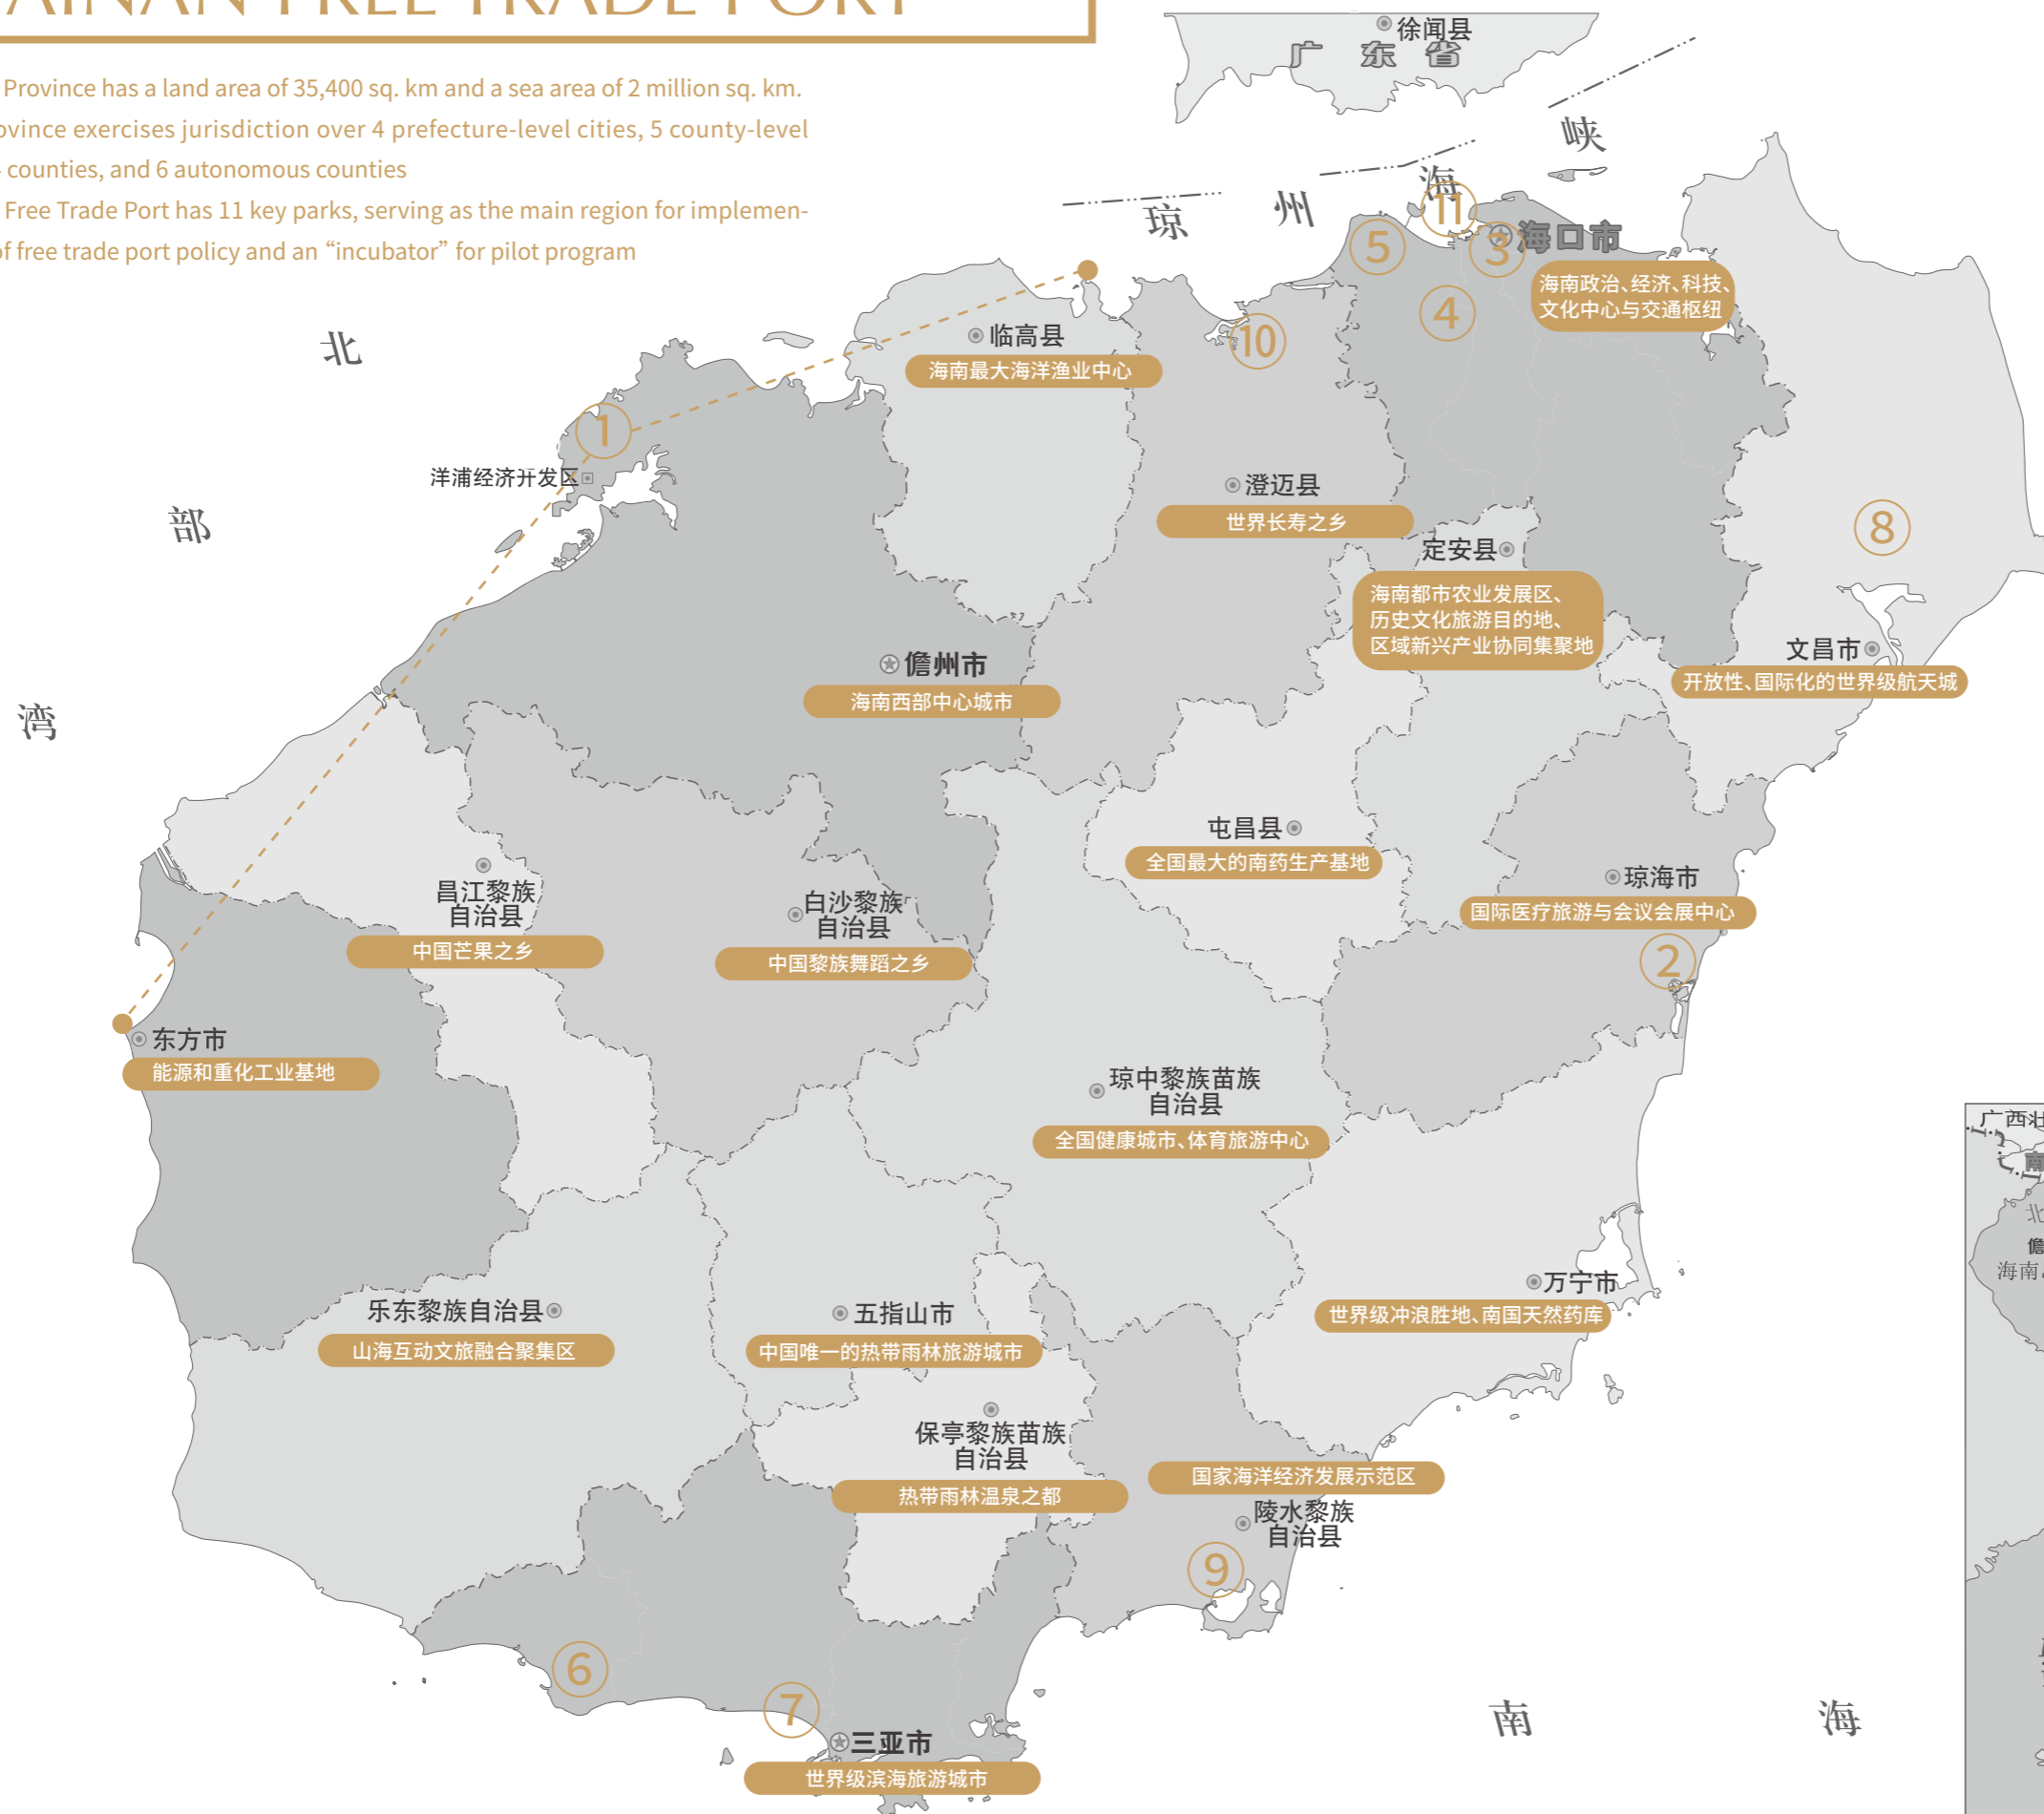 AINAN FREE TRADE PORT
Province has a land area of 35,400 sq. km and a sea area of 2 million sq. km.
ovince exercises jurisdiction over 4 prefecture-level cities, 5 county-level
counties, and 6 autonomous counties
Free Trade Port has 11 key parks, serving as the main region for implemen-
of free trade port policy and an “incubator” for pilot program
徐闻县
广东省
琼州海峡
北部湾
11
5
3
海口市
海南政治、经济、科技、
文化中心与交通枢纽
4
10
临高县
海南最大海洋渔业中心
1
洋浦经济开发区
澄迈县
世界长寿之乡
定安县
海南都市农业发展区、
历史文化旅游目的地、
区域新兴产业协同集聚地
8
文昌市
开放性、国际化的世界级航天城
儋州市
海南西部中心城市
屯昌县
全国最大的南药生产基地
琼海市
国际医疗旅游与会议会展中心
2
昌江黎族
自治县
中国芒果之乡
白沙黎族
自治县
中国黎族舞蹈之乡
东方市
能源和重化工业基地
琼中黎族苗族
自治县
全国健康城市、体育旅游中心
万宁市
世界级冲浪胜地、南国天然药库
乐东黎族自治县
山海互动文旅融合聚集区
五指山市
中国唯一的热带雨林旅游城市
保亭黎族苗族
自治县
热带雨林温泉之都
国家海洋经济发展示范区
陵水黎族
自治县
9
6
7
三亚市
世界级滨海旅游城市
南海
广西壮
南
北
儋
海南